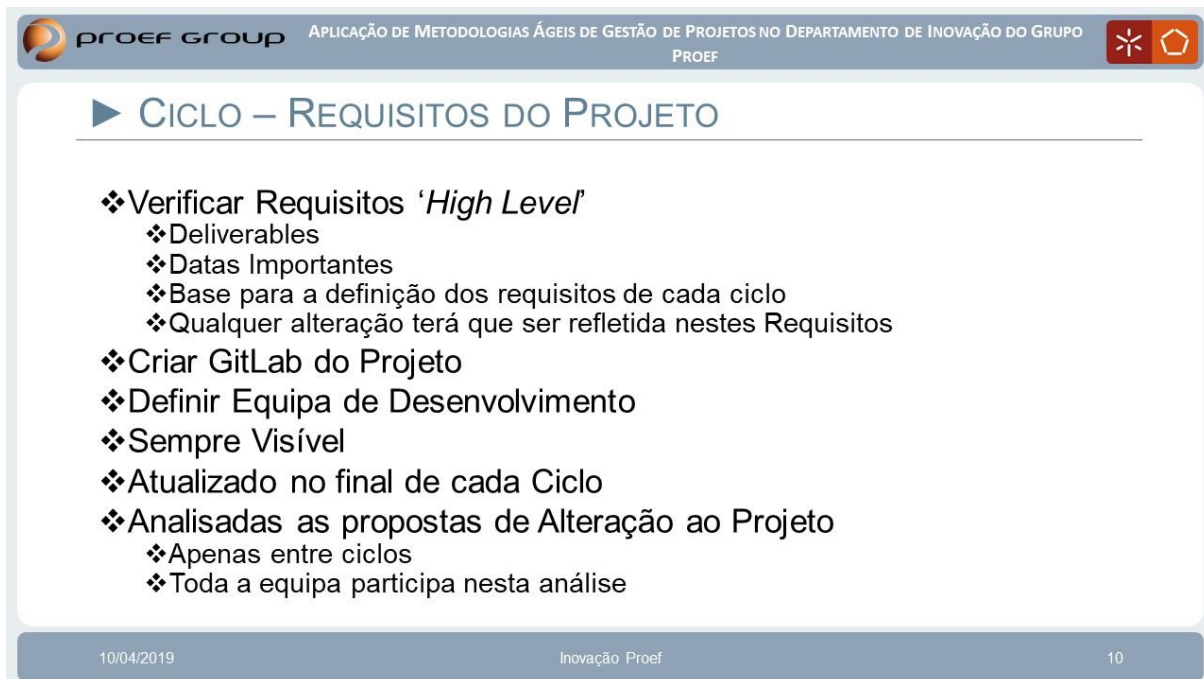 proef group
Aplicação de Metodologias Ágeis de Gestão de Projetos no Departamento de Inovação do Grupo
Proef
► Ciclo – Requisitos do Projeto
❖Verificar Requisitos ‘High Level’
❖Deliverables
❖Datas Importantes
❖Base para a definição dos requisitos de cada ciclo
❖Qualquer alteração terá que ser refletida nestes Requisitos
❖Criar GitLab do Projeto
❖Definir Equipa de Desenvolvimento
❖Sempre Visível
❖Atualizado no final de cada Ciclo
❖Analisadas as propostas de Alteração ao Projeto
❖Apenas entre ciclos
❖Toda a equipa participa nesta análise
10/04/2019
Inovação Proef
10